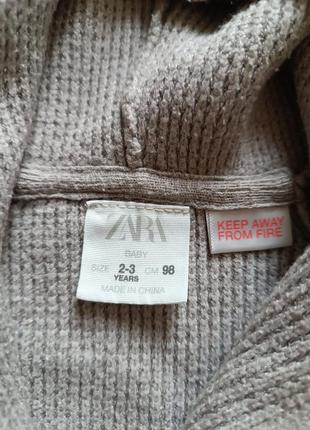 ZARA
BABY
SIZE 2-3 YEARS CM 98
MADE IN CHINA
KEEP AWAY
FROM FIRE